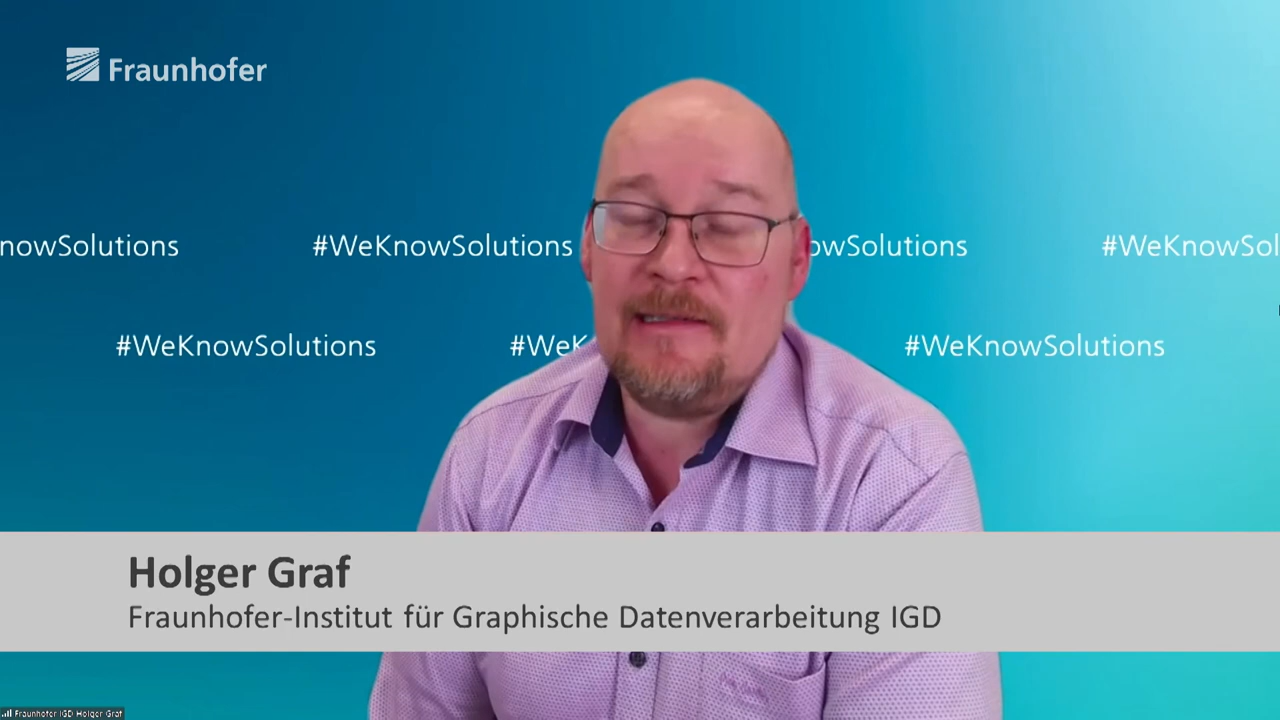 Fraunhofer
nowSolutions #WeKnowSolutions owSolutions #WeKnowSol
#WeKnowSolutions #WeK #WeKnowSolutions
Holger Graf
Fraunhofer-Institut für Graphische Datenverarbeitung IGD
Fraunhofer IGD Holger Graf